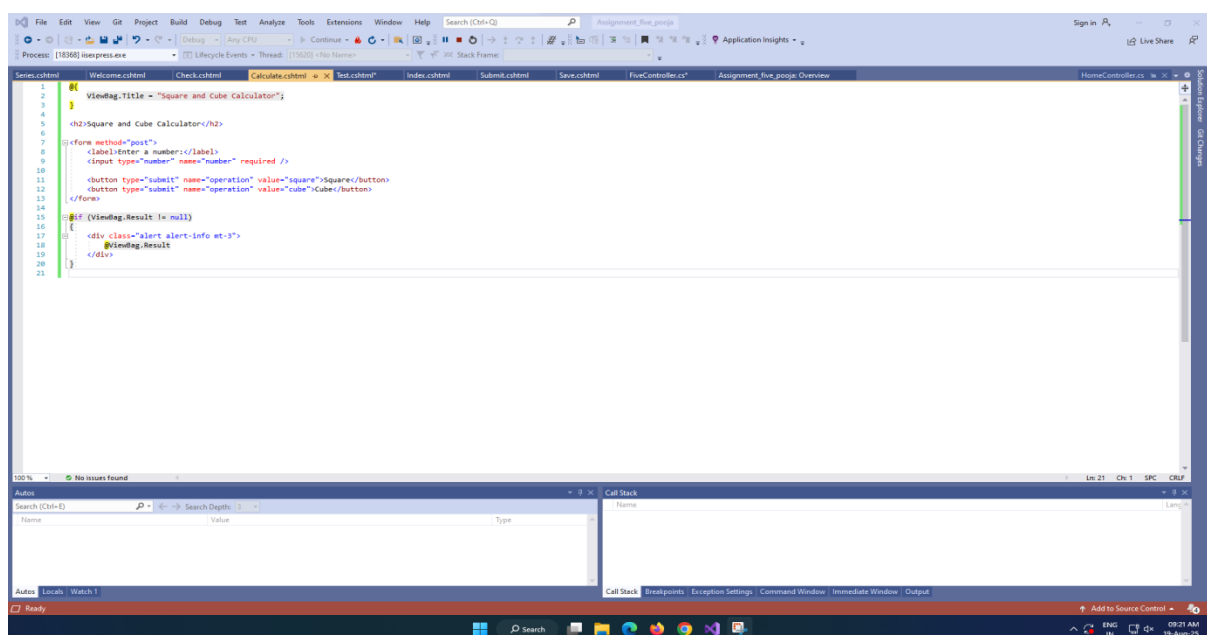 File Edit View Git Project Build Debug Test Analyze Tools Extensions Window Help Search (Ctrl+Q) Assignment_five_pooja Sign in
Debug Any CPU Continue Application Insights Live Share
Process: [18368] iisexpress.exe Lifecycle Events Thread: [15620] <No Name> Stack Frame:
Series.cshtml Welcome.cshtml Check.cshtml Calculate.cshtml Test.cshtml* Index.cshtml Submit.cshtml Save.cshtml FiveController.cs* Assignment_five_pooja: Overview HomeController.cs
1 @{
2 ViewBag.Title = "Square and Cube Calculator";
3 }
4
5 <h2>Square and Cube Calculator</h2>
6
7 <form method="post">
8 <label>Enter a number:</label>
9 <input type="number" name="number" required />
10
11 <button type="submit" name="operation" value="square">Square</button>
12 <button type="submit" name="operation" value="cube">Cube</button>
13 </form>
14
15 @if (ViewBag.Result != null)
16 {
17 <div class="alert alert-info mt-3">
18 @ViewBag.Result
19 </div>
20 }
21
Solution Explorer
Git Changes
100 % No issues found Ln: 21 Ch: 1 SPC CRLF
Autos
Search (Ctrl+E) Search Depth: 3
Name Value Type
Call Stack
Name Lang
Autos Locals Watch 1
Call Stack Breakpoints Exception Settings Command Window Immediate Window Output
Ready Add to Source Control
Search ENG 09:21 AM
IN 19-Aug-25